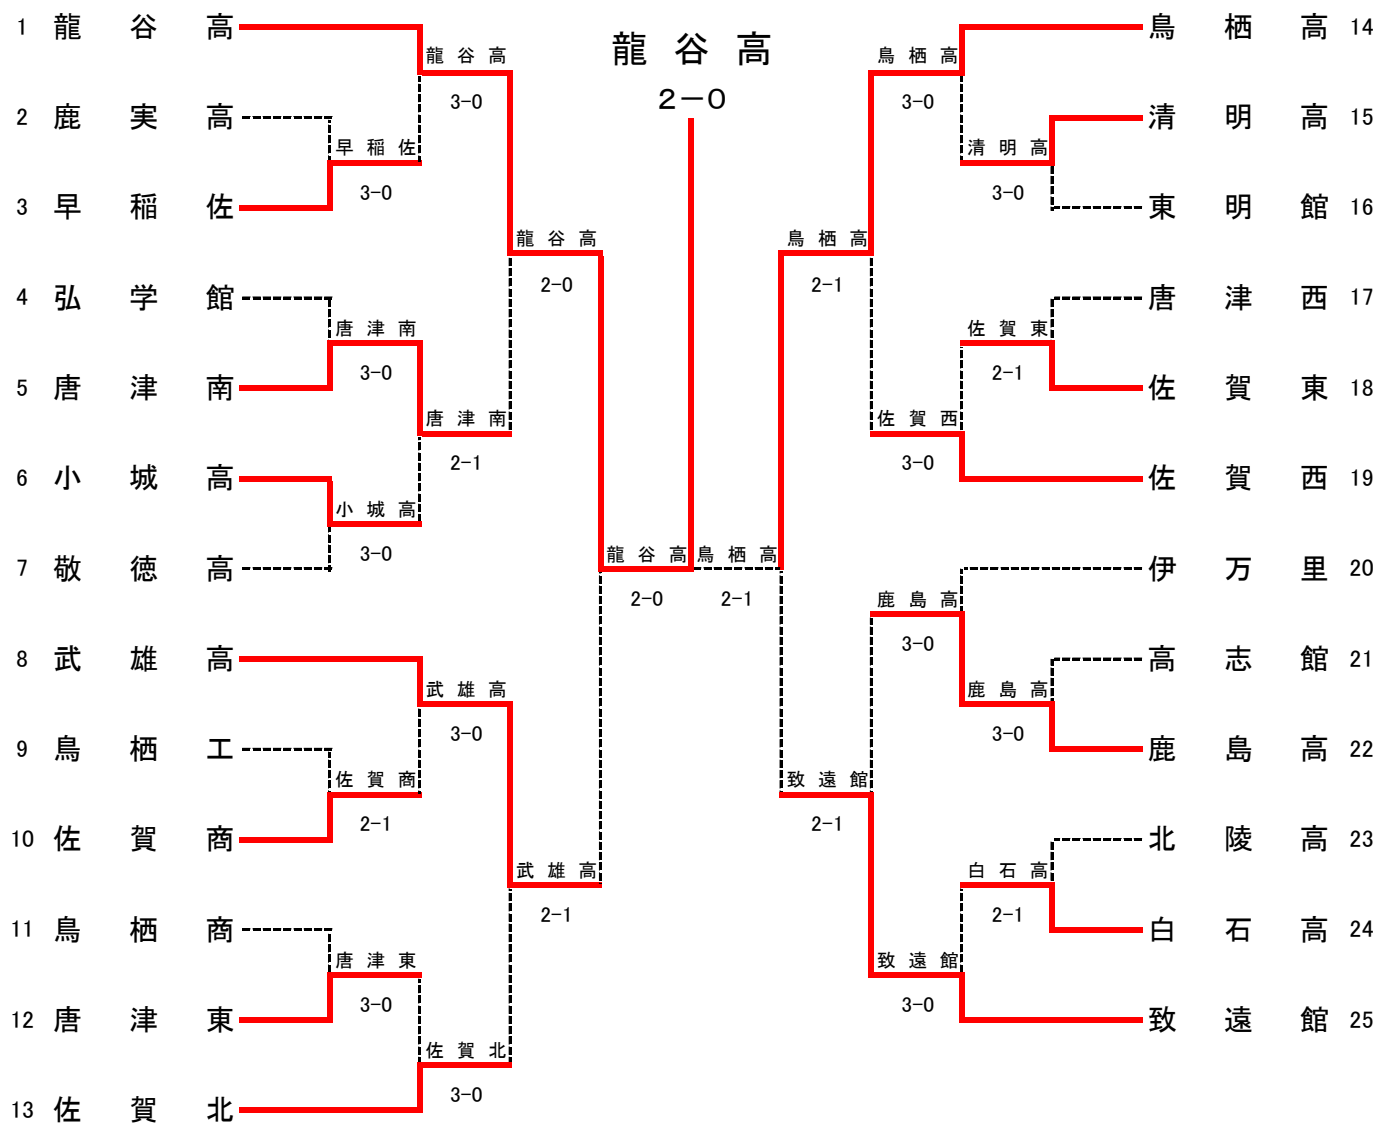 龍谷高
2－0
1 龍谷高
2 鹿実高
3 早稲佐
4 弘学館
5 唐津南
6 小城高
7 敬徳高
8 武雄高
9 鳥栖工
10 佐賀商
11 鳥栖商
12 唐津東
13 佐賀北
早稲佐
3-0
唐津南
3-0
小城高
3-0
佐賀商
2-1
唐津東
3-0
龍谷高
3-0
唐津南
2-1
武雄高
3-0
佐賀北
3-0
龍谷高
2-0
武雄高
2-1
龍谷高
2-0
鳥栖高
2-1
鳥栖高
2-1
致遠館
2-1
鳥栖高
3-0
佐賀西
3-0
鹿島高
3-0
致遠館
3-0
清明高
3-0
佐賀東
2-1
鹿島高
3-0
白石高
2-1
鳥栖高 14
清明高 15
東明館 16
唐津西 17
佐賀東 18
佐賀西 19
伊万里 20
高志館 21
鹿島高 22
北陵高 23
白石高 24
致遠館 25